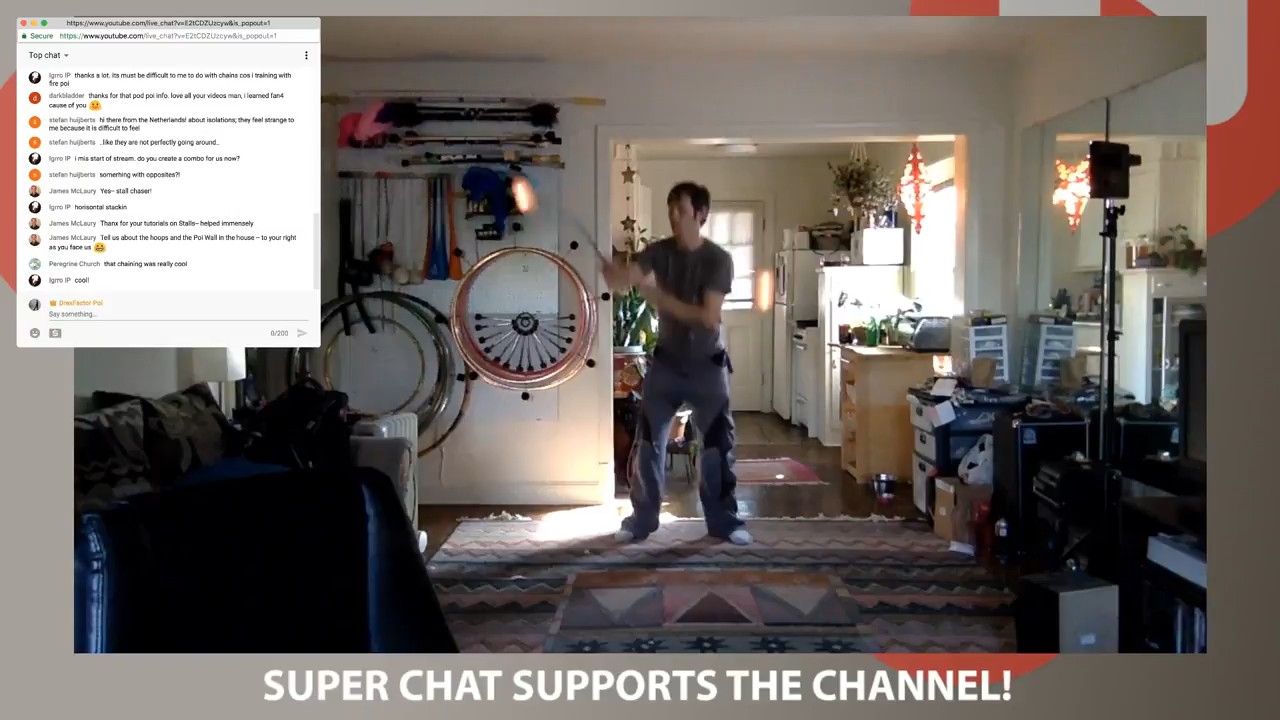 https://www.youtube.com/live_chat?v=E2tCDZUzcyw&is_popout=1
Secure https://www.youtube.com/live_chat?v=E2tCDZUzcyw&is_popout=1
Top chat
Igrro IP thanks a lot. its must be difficult to me to do with chains cos i training with
fire poi
darkbladder thanks for that pod poi info. love all your videos man, i learned fan4
cause of you
stefan huijberts hi there from the Netherlands! about isolations; they feel strange to
me because it is difficult to feel
stefan huijberts ..like they are not perfectly going around..
Igrro IP i mis start of stream. do you create a combo for us now?
stefan huijberts somerhing with opposites?!
James McLaury Yes-- stall chaser!
Igrro IP horisontal stackin
James McLaury Thanx for your tutorials on Stalls-- helped immensely
James McLaury Tell us about the hoops and the Poi Wall in the house -- to your right
as you face us
Peregrine Church that chaining was really cool
Igrro IP cool!
DrexFactor Poi
Say something...
0/200
SUPER CHAT SUPPORTS THE CHANNEL!